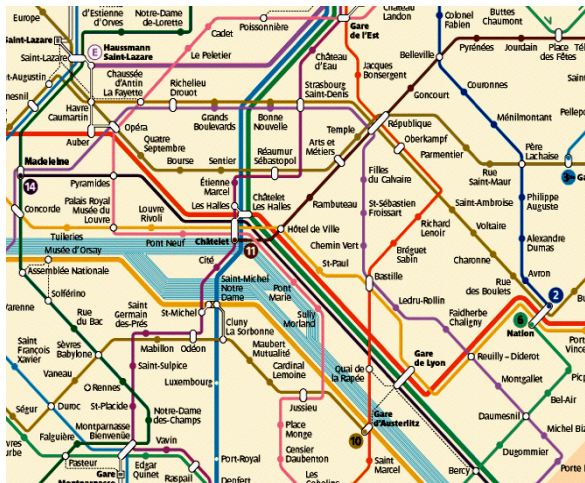 Europe
d'Estienne
d'Orves
Notre-Dame-
de-Lorette
Poissonnière
Cadet
Le Peletier
Gare
de l'Est
Château
Landon
Colonel
Fabien
Buttes
Chaumont
Place
des Fêtes
Pyrénées
Jourdain
Belleville
Saint-Lazare
Saint-Lazare
E
Haussmann
Saint-Lazare
St-Augustin
Chaussée
d'Antin
La Fayette
Richelieu
Drouot
Château
d'Eau
Jacques
Bonsergent
Strasbourg
Saint-Denis
Goncourt
Couronnes
Ménilmontant
Havre
Caumartin
Auber
Opéra
Grands
Boulevards
Bonne
Nouvelle
République
Temple
Arts et
Métiers
Oberkampf
Parmentier
Père
Lachaise
Quatre
Septembre
Bourse
Sentier
Réaumur
Sébastopol
Filles
du Calvaire
Rue
Saint-Maur
3
Madeleine
14
Pyramides
Étienne
Marcel
Rambuteau
St-Sébastien
Froissart
Saint-Ambroise
Philippe
Auguste
Concorde
Palais Royal
Musée du
Louvre
Louvre
Rivoli
Les Halles
Châtelet
Les Halles
Richard
Lenoir
Voltaire
Alexandre
Dumas
Tuileries
Pont Neuf
Châtelet
11
Hôtel de Ville
Chemin Vert
Bréguet
Sabin
Charonne
Avron
Musée d'Orsay
Cité
St-Paul
Bastille
Rue
des Boulets
2
Assemblée Nationale
Saint-Michel
Notre
Dame
Pont
Marie
Ledru-Rollin
Faidherbe
Chaligny
6
Nation
Solférino
Varenne
Rue
du Bac
Saint
Germain
des-Prés
St-Michel
Cluny
La Sorbonne
Sully
Morland
Saint
François
Xavier
Sèvres
Babylone
Mabillon
Odéon
Maubert
Mutualité
Cardinal
Lemoine
Quai de
la Rapée
Gare
de Lyon
Reuilly – Diderot
Vaneau
Saint-Sulpice
Luxembourg
Montgallet
Bel-Air
Ségur
Duroc
Rennes
St-Placide
Notre-Dame
des-Champs
Jussieu
Gare
d'Austerlitz
10
Daumesnil
Michel
Falguière
Montparnasse
Bienvenüe
Vavin
Place
Monge
Censier
Daubenton
Dugommier
Pasteur
Gare
Montparnasse
Edgar
Quinet
Raspail
Port-Royal
Denfert
Les
Gobelins
Saint
Marcel
Bercy
Porte